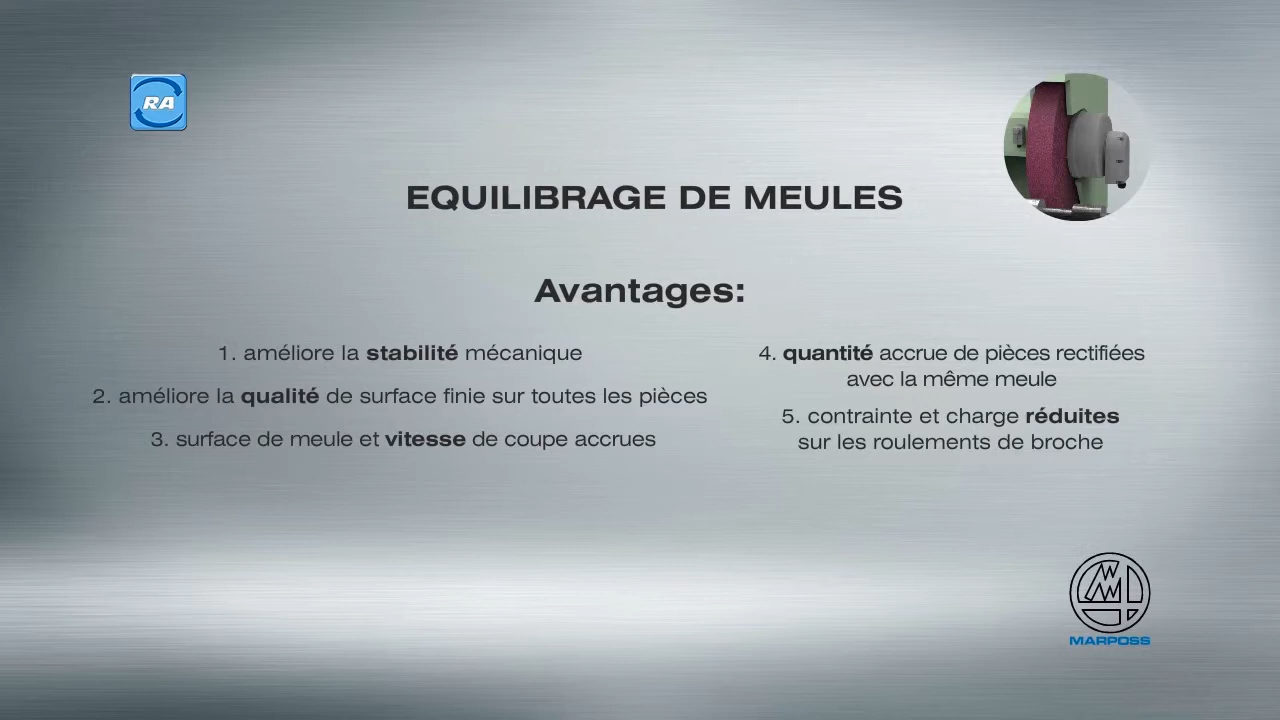 RA
EQUILIBRAGE DE MEULES
Avantages:
1. améliore la stabilité mécanique
2. améliore la qualité de surface finie sur toutes les pièces
3. surface de meule et vitesse de coupe accrues
4. quantité accrue de pièces rectifiées
avec la même meule
5. contrainte et charge réduites
sur les roulements de broche
MARPOSS